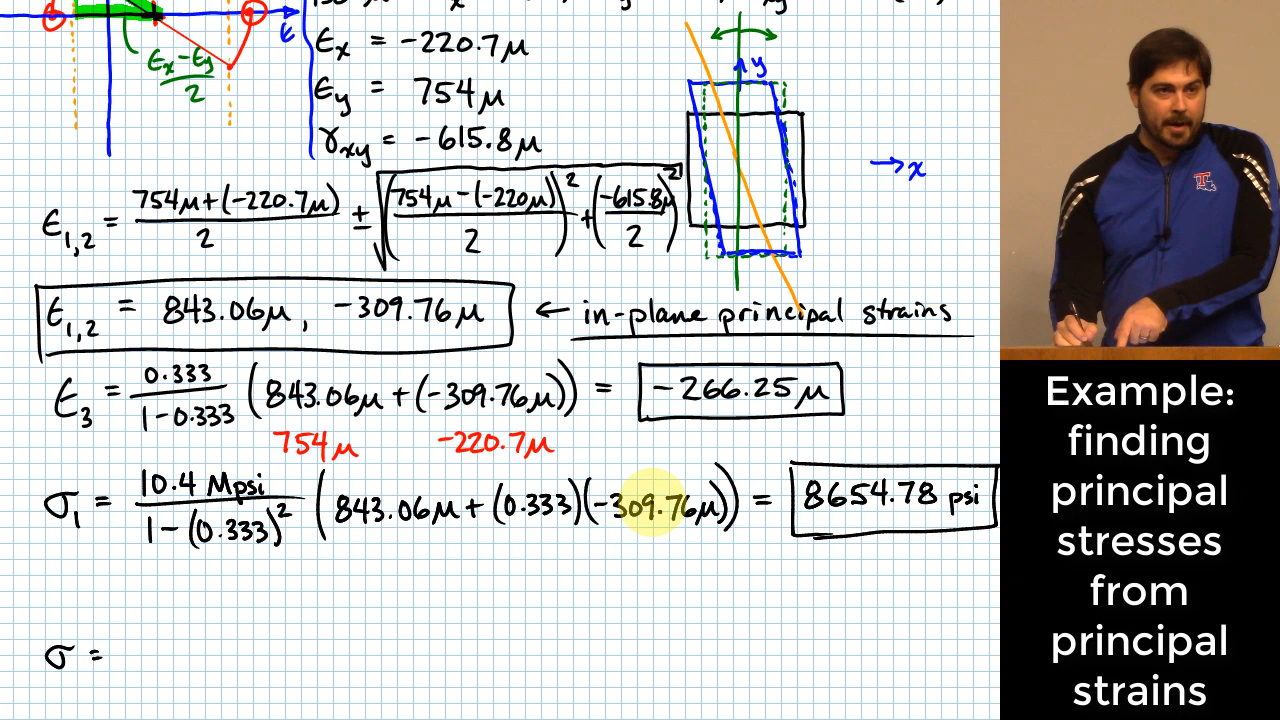 ϵx - ϵy / 2
ϵ
ϵx = -220.7μ
ϵy = 754μ
γxy = -615.8μ
y
x
ϵ1,2 = 754μ+(-220.7μ) / 2 ± √((754μ-(-220μ) / 2)² + (-615.8μ / 2)²)
ϵ1,2 = 843.06μ, -309.76μ ← in-plane principal strains
ϵ3 = 0.333 / 1-0.333 (843.06μ + (-309.76μ)) = -266.25μ
754μ -220.7μ
σ1 = 10.4 Mpsi / 1-(0.333)² (843.06μ + (0.333)(-309.76μ)) = 8654.78 psi
σ =
Example:
finding
principal
stresses
from
principal
strains